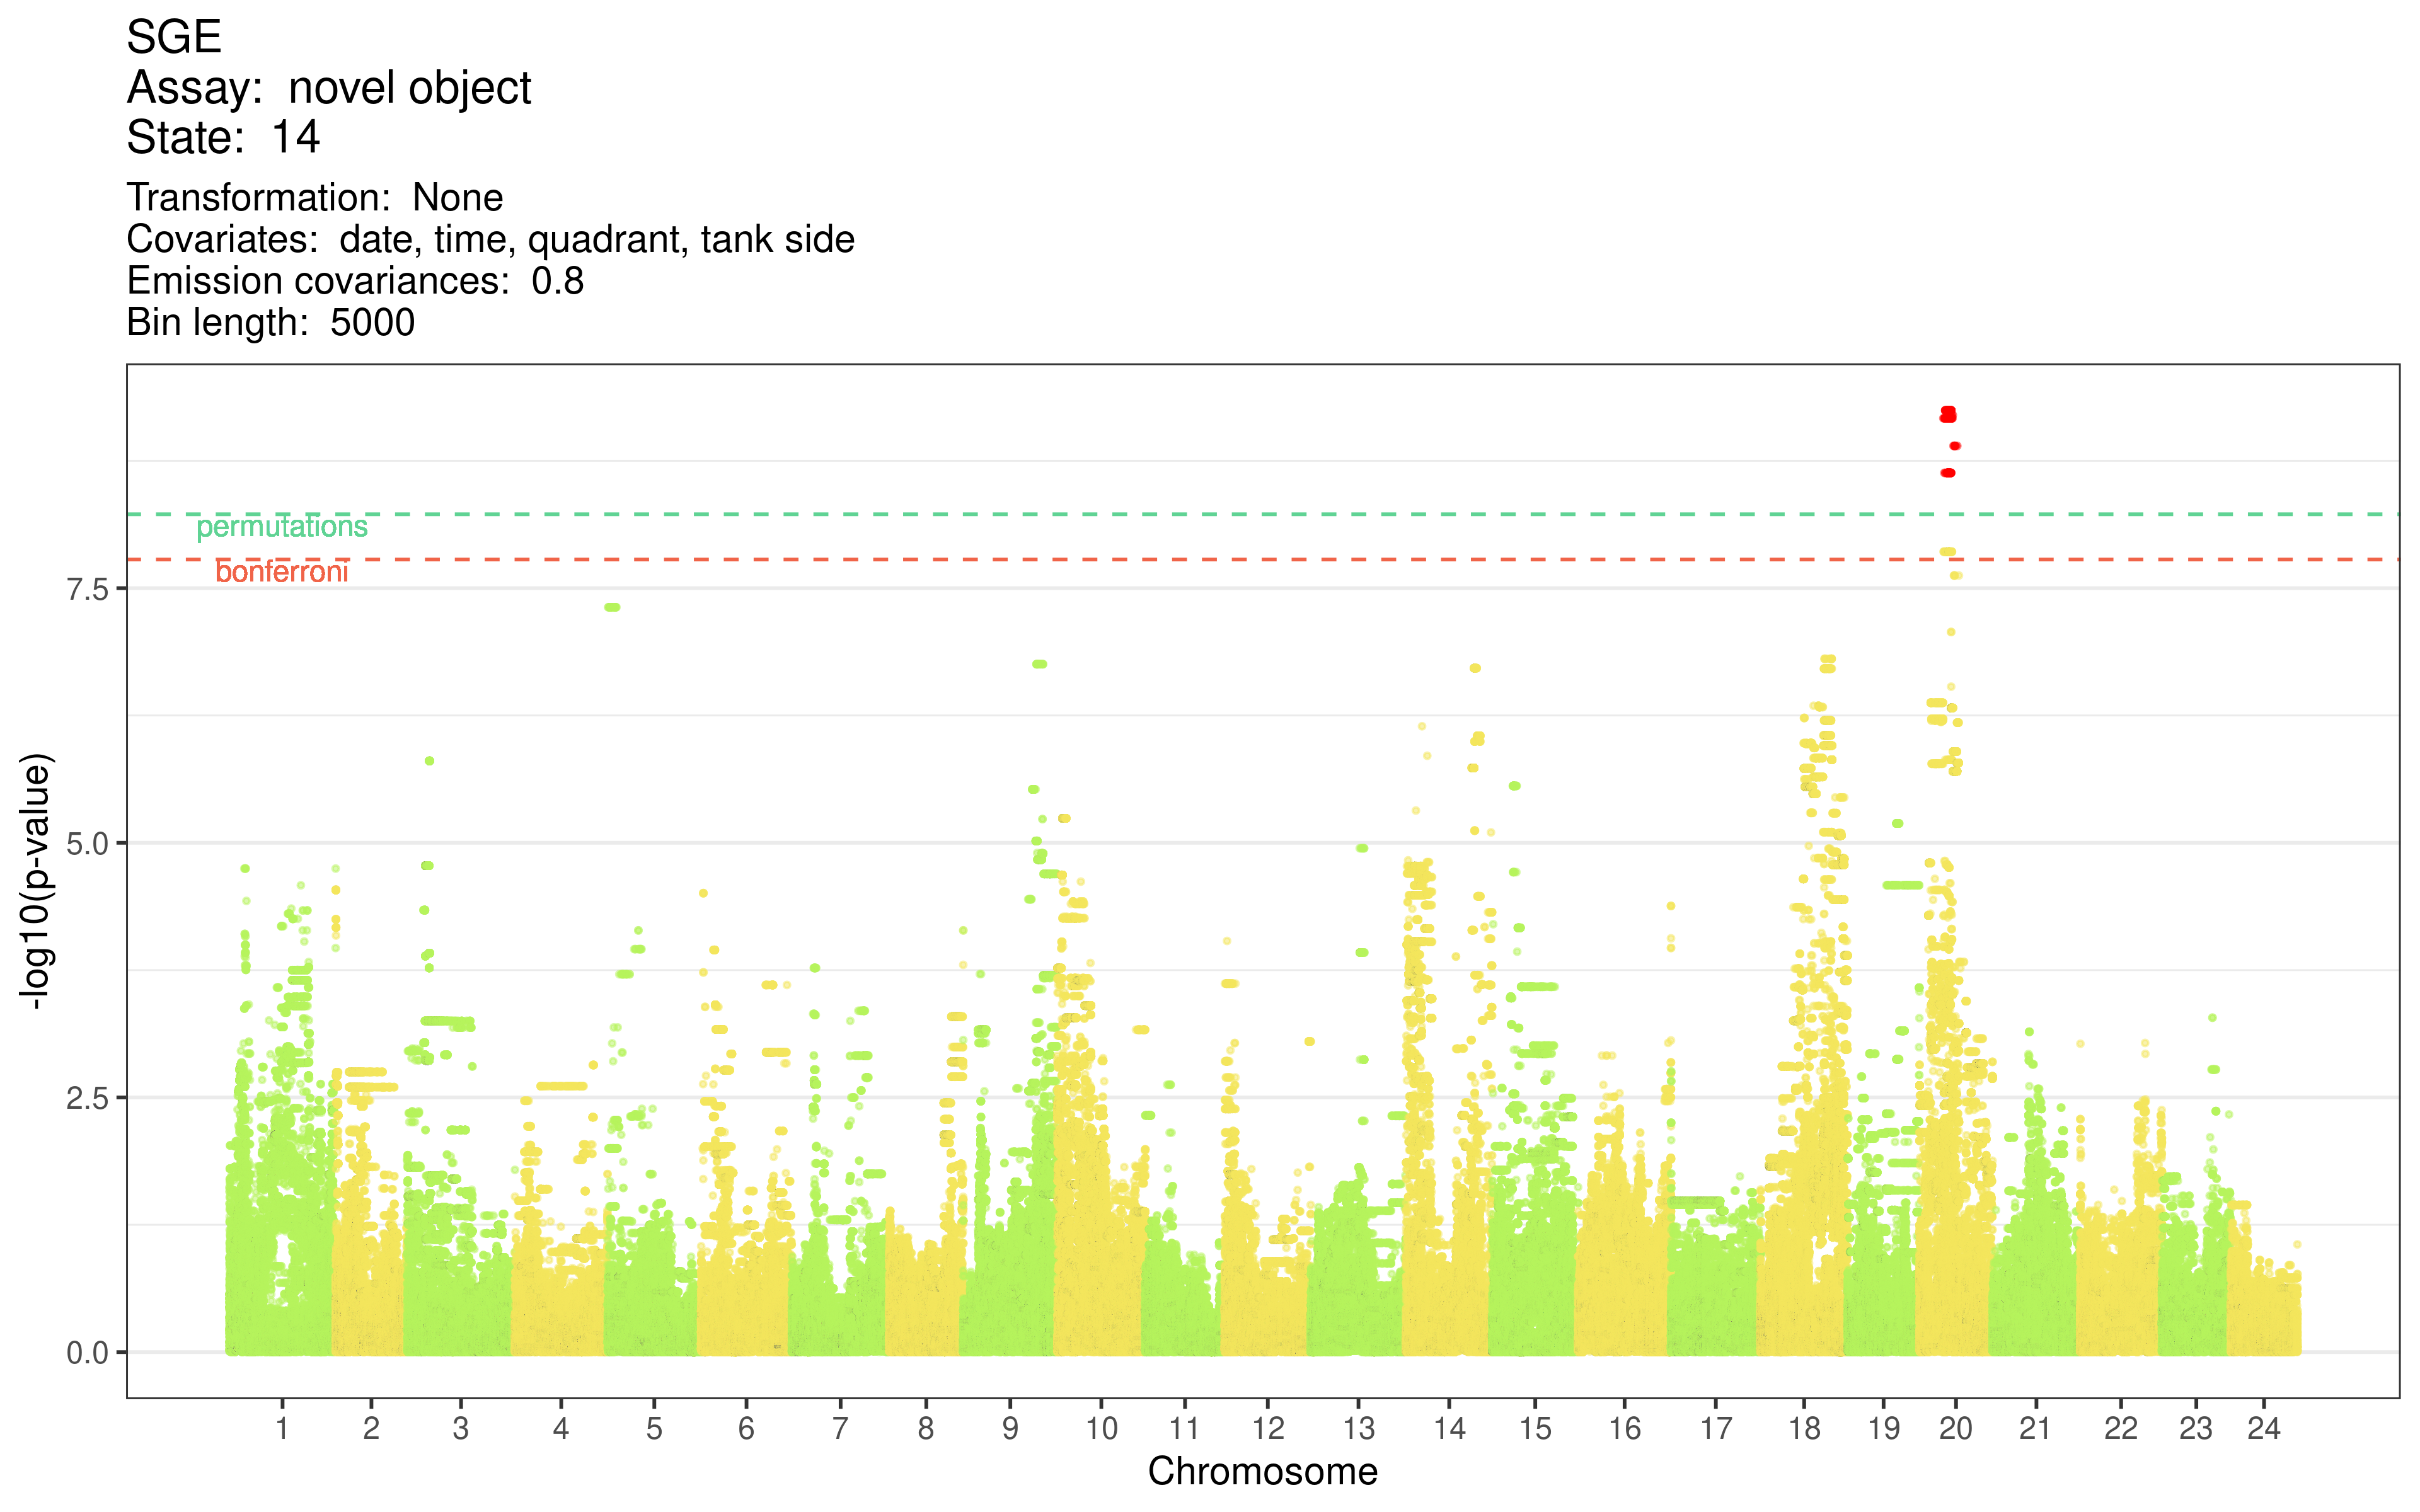 SGE
Assay: novel object
State: 14
Transformation: None
Covariates: date, time, quadrant, tank side
Emission covariances: 0.8
Bin length: 5000
permutations
bonferroni
7.5
5.0
2.5
0.0
-log10(p-value)
1 2 3 4 5 6 7 8 9 10 11 12 13 14 15 16 17 18 19 20 21 22 23 24
Chromosome